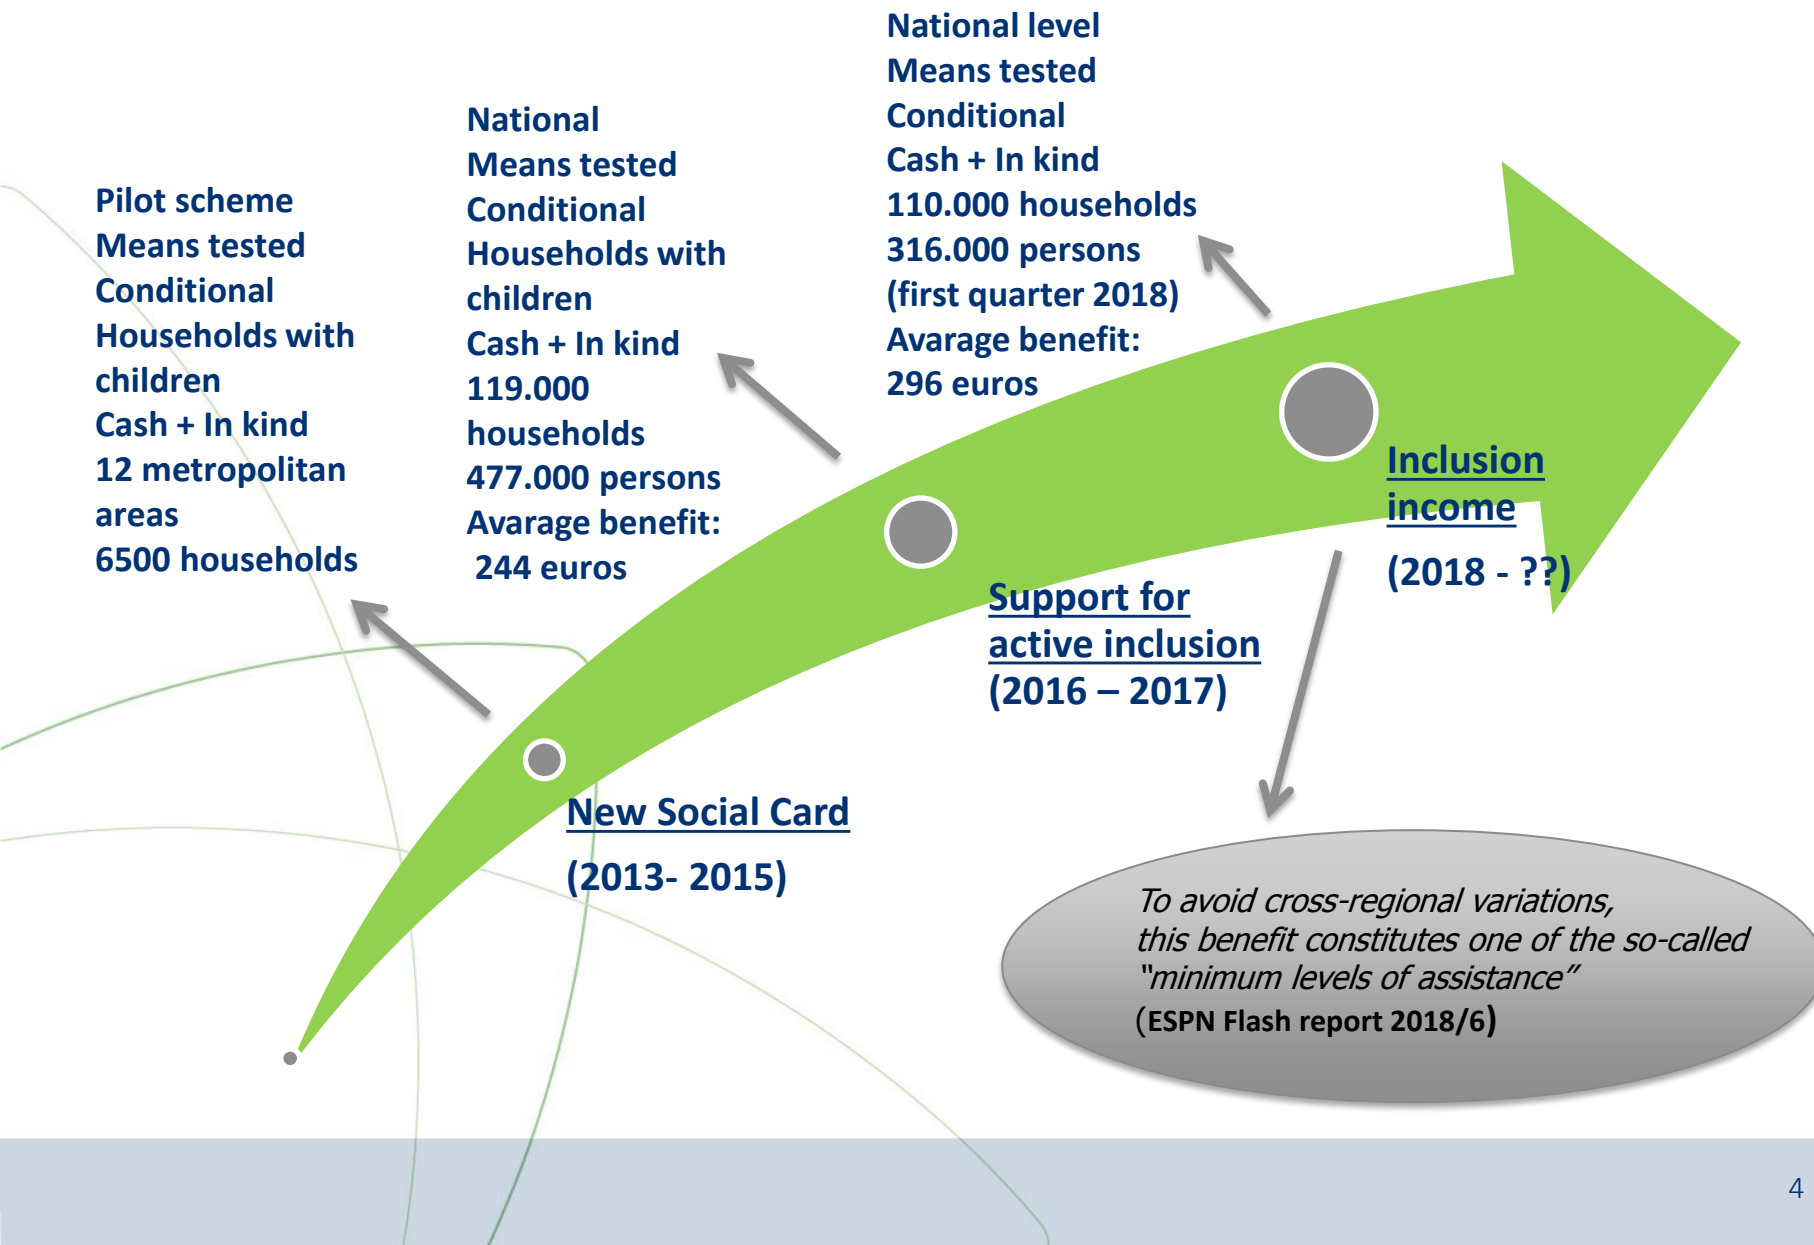 Pilot scheme
Means tested
Conditional
Households with
children
Cash + In kind
12 metropolitan
areas
6500 households
National
Means tested
Conditional
Households with
children
Cash + In kind
119.000
households
477.000 persons
Avarage benefit:
244 euros
National level
Means tested
Conditional
Cash + In kind
110.000 households
316.000 persons
(first quarter 2018)
Avarage benefit:
296 euros
New Social Card
(2013- 2015)
Support for
active inclusion
(2016 – 2017)
Inclusion
income
(2018 - ??)
To avoid cross-regional variations,
this benefit constitutes one of the so-called
“minimum levels of assistance”
(ESPN Flash report 2018/6)
4